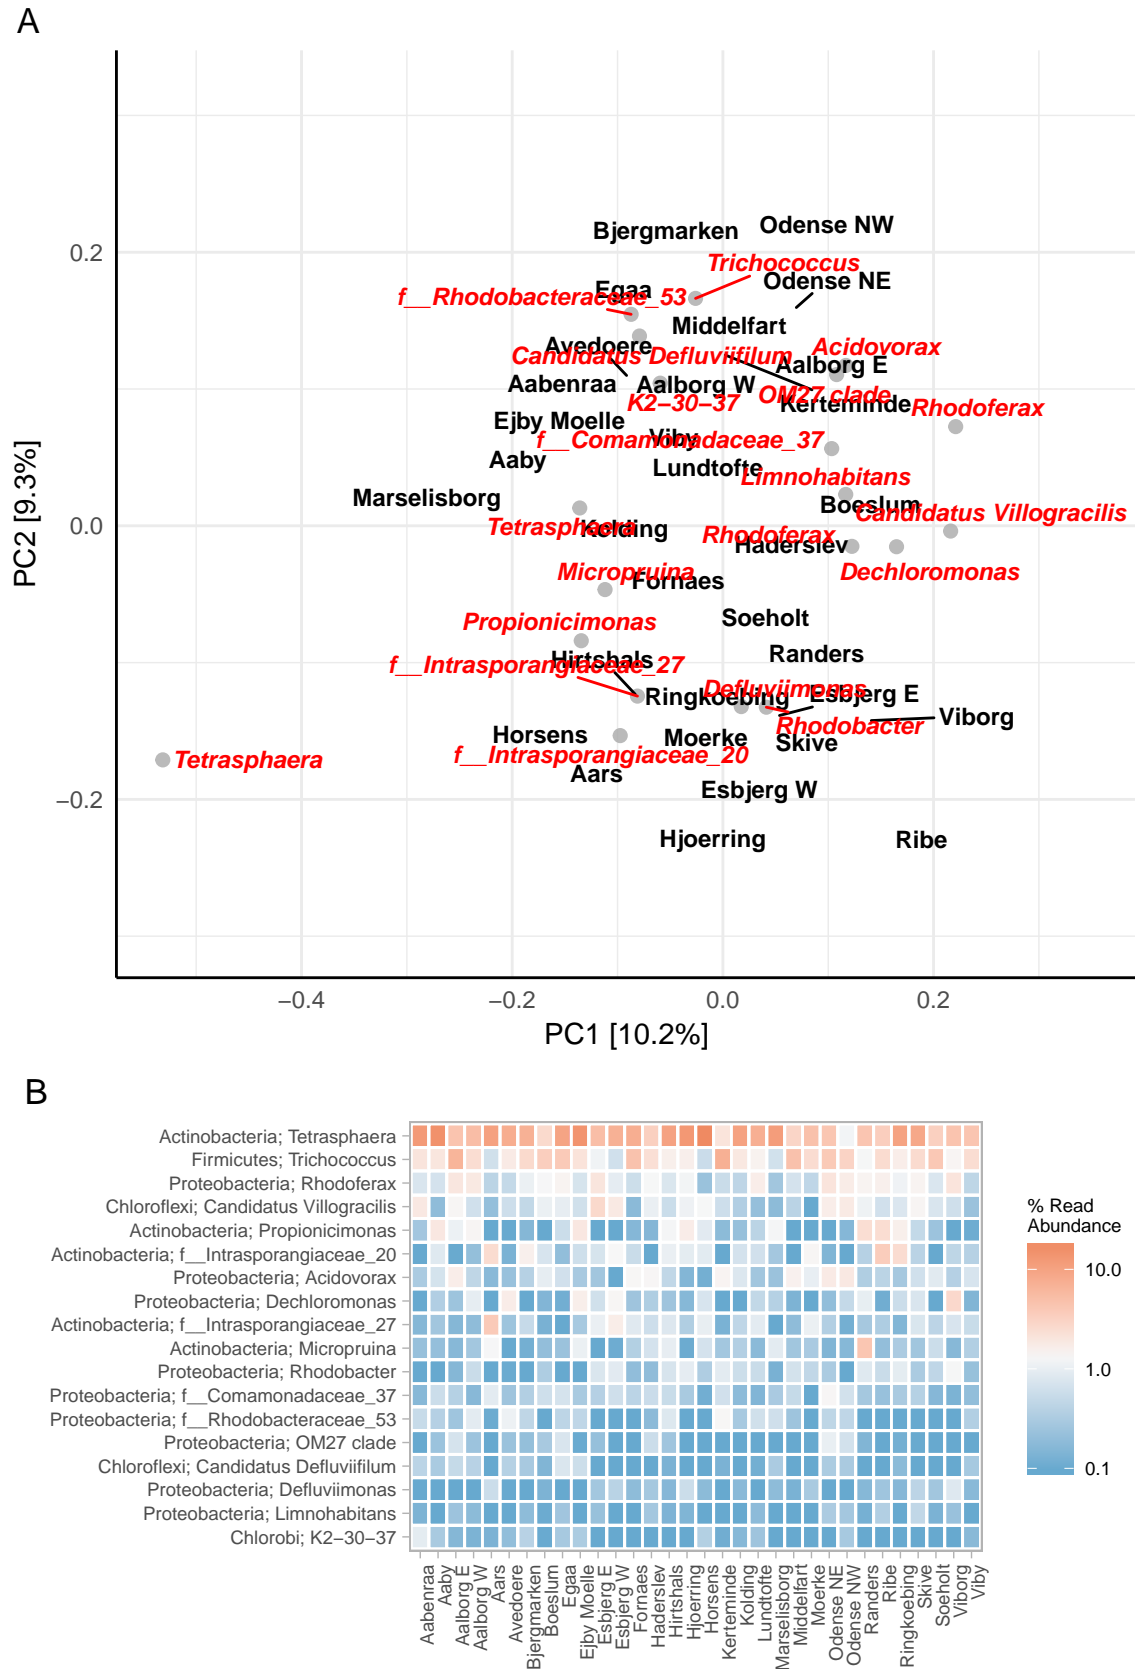 A
Bjergmarken
Odense NW
Trichococcus
Odense NE
Egaa
f__Rhodobacteraceae_53
Middelfart
Avedoere
Acidovorax
Candidatus Defluviifilum
Aalborg E
Aabenraa
Aalborg W
OM27 clade
K2−30−37
Kerteminde
Rhodoferax
Ejby Moelle
Viby
f__Comamonadaceae_37
Aaby
Lundtofte
Limnohabitans
Marselisborg
Boeslum
Candidatus Villogracilis
Tetrasphaera
Kolding
Rhodoferax
Haderslev
Micropruina
Fornaes
Dechloromonas
Propionicimonas
Soeholt
Hirtshals
f__Intrasporangiaceae_27
Randers
Ringkoebing
Defluviimonas
Esbjerg E
Rhodobacter
Viborg
Horsens
Moerke
Skive
f__Intrasporangiaceae_20
Tetrasphaera
Aars
Esbjerg W
Hjoerring
Ribe
0.2
0.0
−0.2
PC2 [9.3%]
−0.4
−0.2
0.0
0.2
PC1 [10.2%]
B
Actinobacteria; Tetrasphaera
Firmicutes; Trichococcus
Proteobacteria; Rhodoferax
Chloroflexi; Candidatus Villogracilis
Actinobacteria; Propionicimonas
Actinobacteria; f__Intrasporangiaceae_20
Proteobacteria; Acidovorax
Proteobacteria; Dechloromonas
Actinobacteria; f__Intrasporangiaceae_27
Actinobacteria; Micropruina
Proteobacteria; Rhodobacter
Proteobacteria; f__Comamonadaceae_37
Proteobacteria; f__Rhodobacteraceae_53
Proteobacteria; OM27 clade
Chloroflexi; Candidatus Defluviifilum
Proteobacteria; Defluviimonas
Proteobacteria; Limnohabitans
Chlorobi; K2−30−37
Aabenraa
Aaby
Aalborg E
Aalborg W
Aars
Avedoere
Bjergmarken
Boeslum
Egaa
Ejby Moelle
Esbjerg E
Esbjerg W
Fornaes
Haderslev
Hirtshals
Hjoerring
Horsens
Kerteminde
Kolding
Lundtofte
Marselisborg
Middelfart
Moerke
Odense NE
Odense NW
Randers
Ribe
Ringkoebing
Skive
Soeholt
Viborg
Viby
% Read
Abundance
10.0
1.0
0.1